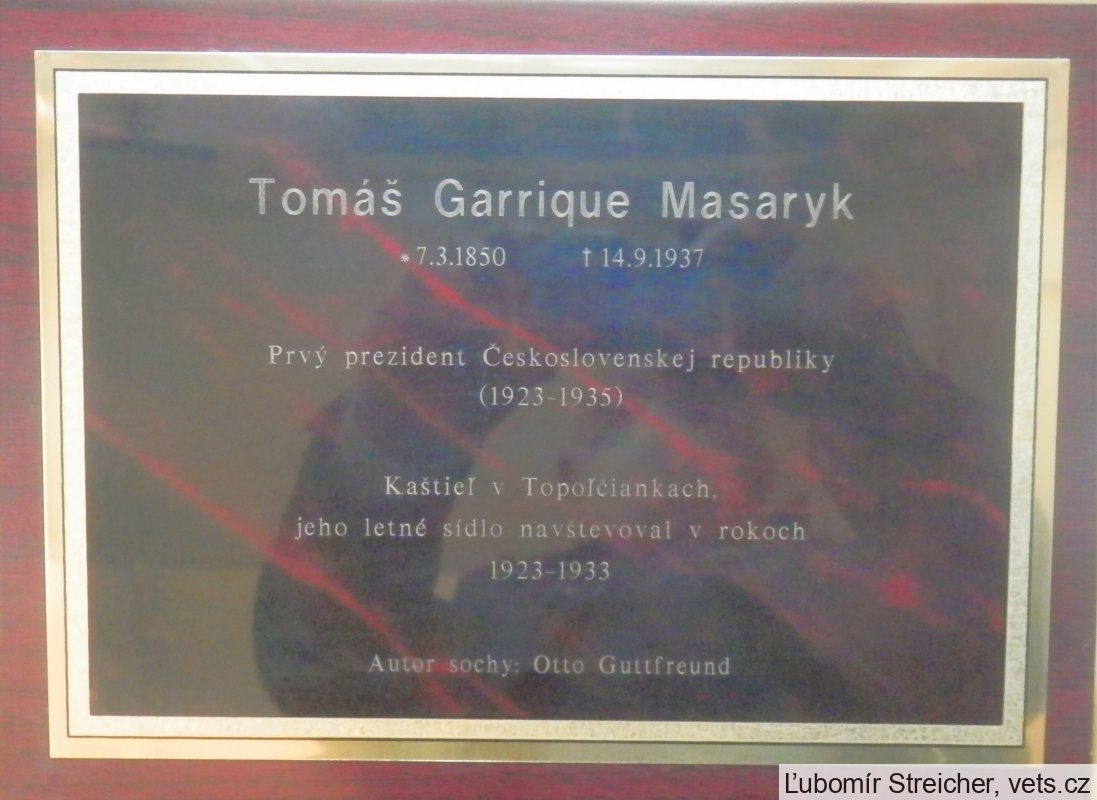 Tomáš Garrique Masaryk
* 7.3.1850 † 14.9.1937
Prvý prezident Československej republiky
(1923-1935)
Kaštieľ v Topoľčiankach,
jeho letné sídlo navštevoval v rokoch
1923-1933
Autor sochy: Otto Guttfreund
Ľubomír Streicher, vets.cz